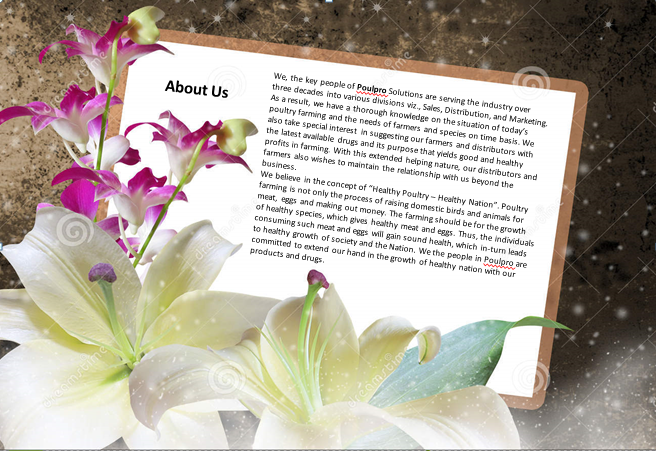 About Us
We, the key people of Poulpro Solutions are serving the industry over
three decades into various divisions viz., Sales, Distribution, and Marketing.
As a result, we have a thorough knowledge on the situation of today's
poultry farming and the needs of farmers and species on time basis. We
also take special interest in suggesting our farmers and distributors with
the latest available drugs and its purpose that yields good and healthy
profits in farming. With this extended helping nature, our distributors and
farmers also wishes to maintain the relationship with us beyond the
business.
We believe in the concept of "Healthy Poultry – Healthy Nation". Poultry
farming is not only the process of raising domestic birds and animals for
meat, eggs and making out money. The farming should be for the growth
of healthy species, which gives healthy meat and eggs. Thus, the individuals
consuming such meat and eggs will gain sound health, which in-turn leads
to healthy growth of society and the Nation. We the people in Poulpro are
committed to extend our hand in the growth of healthy nation with our
products and drugs.